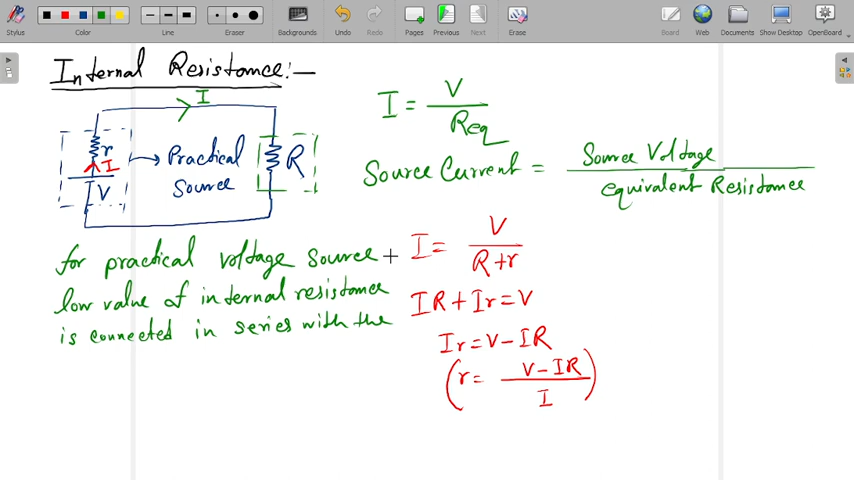 Stylus
Color
Line
Eraser
Backgrounds
Undo
Redo
Pages
Previous
Next
Erase
Board
Web
Documents
Show Desktop
OpenBoard
Internal Resistance:—
I
r
I
V
Practical
Source
R
I = V / Req
Source Current = Source Voltage / equivalent Resistance
for practical voltage source
low value of internal resistance
is connected in series with the
I = V / R+r
IR + Ir = V
Ir = V - IR
(r = V - IR / I)